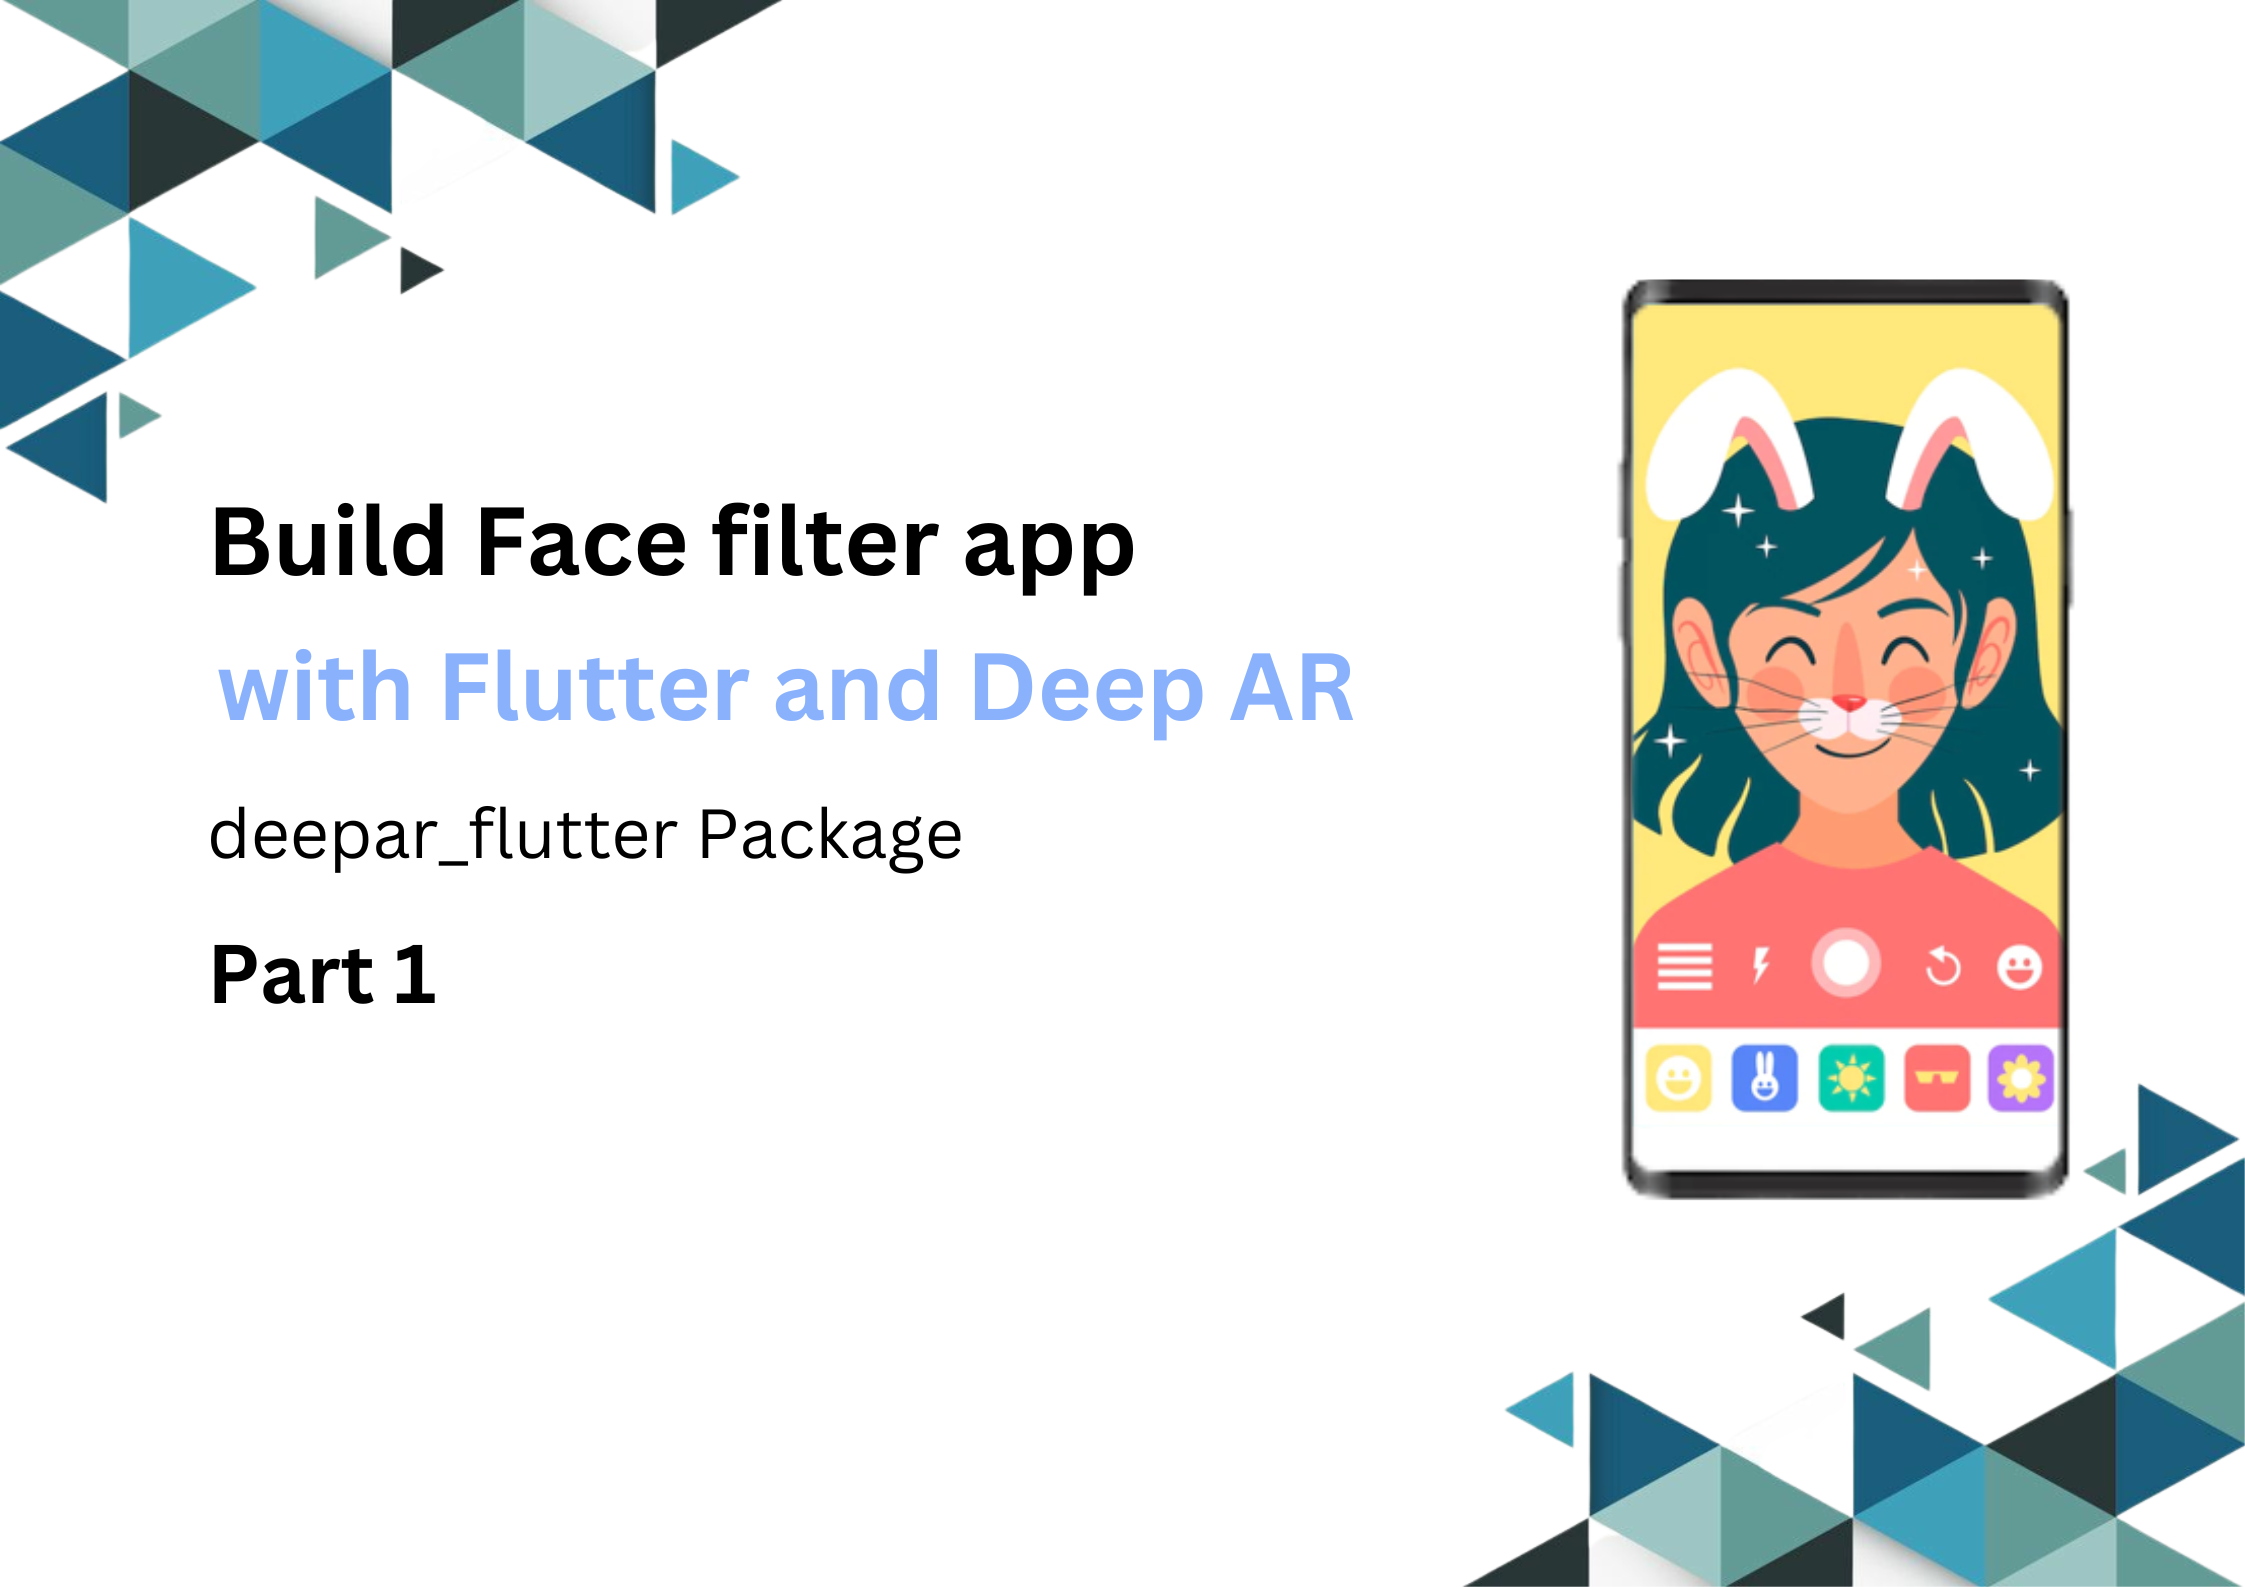 Build Face filter app
with Flutter and Deep AR
deepar_flutter Package
Part 1